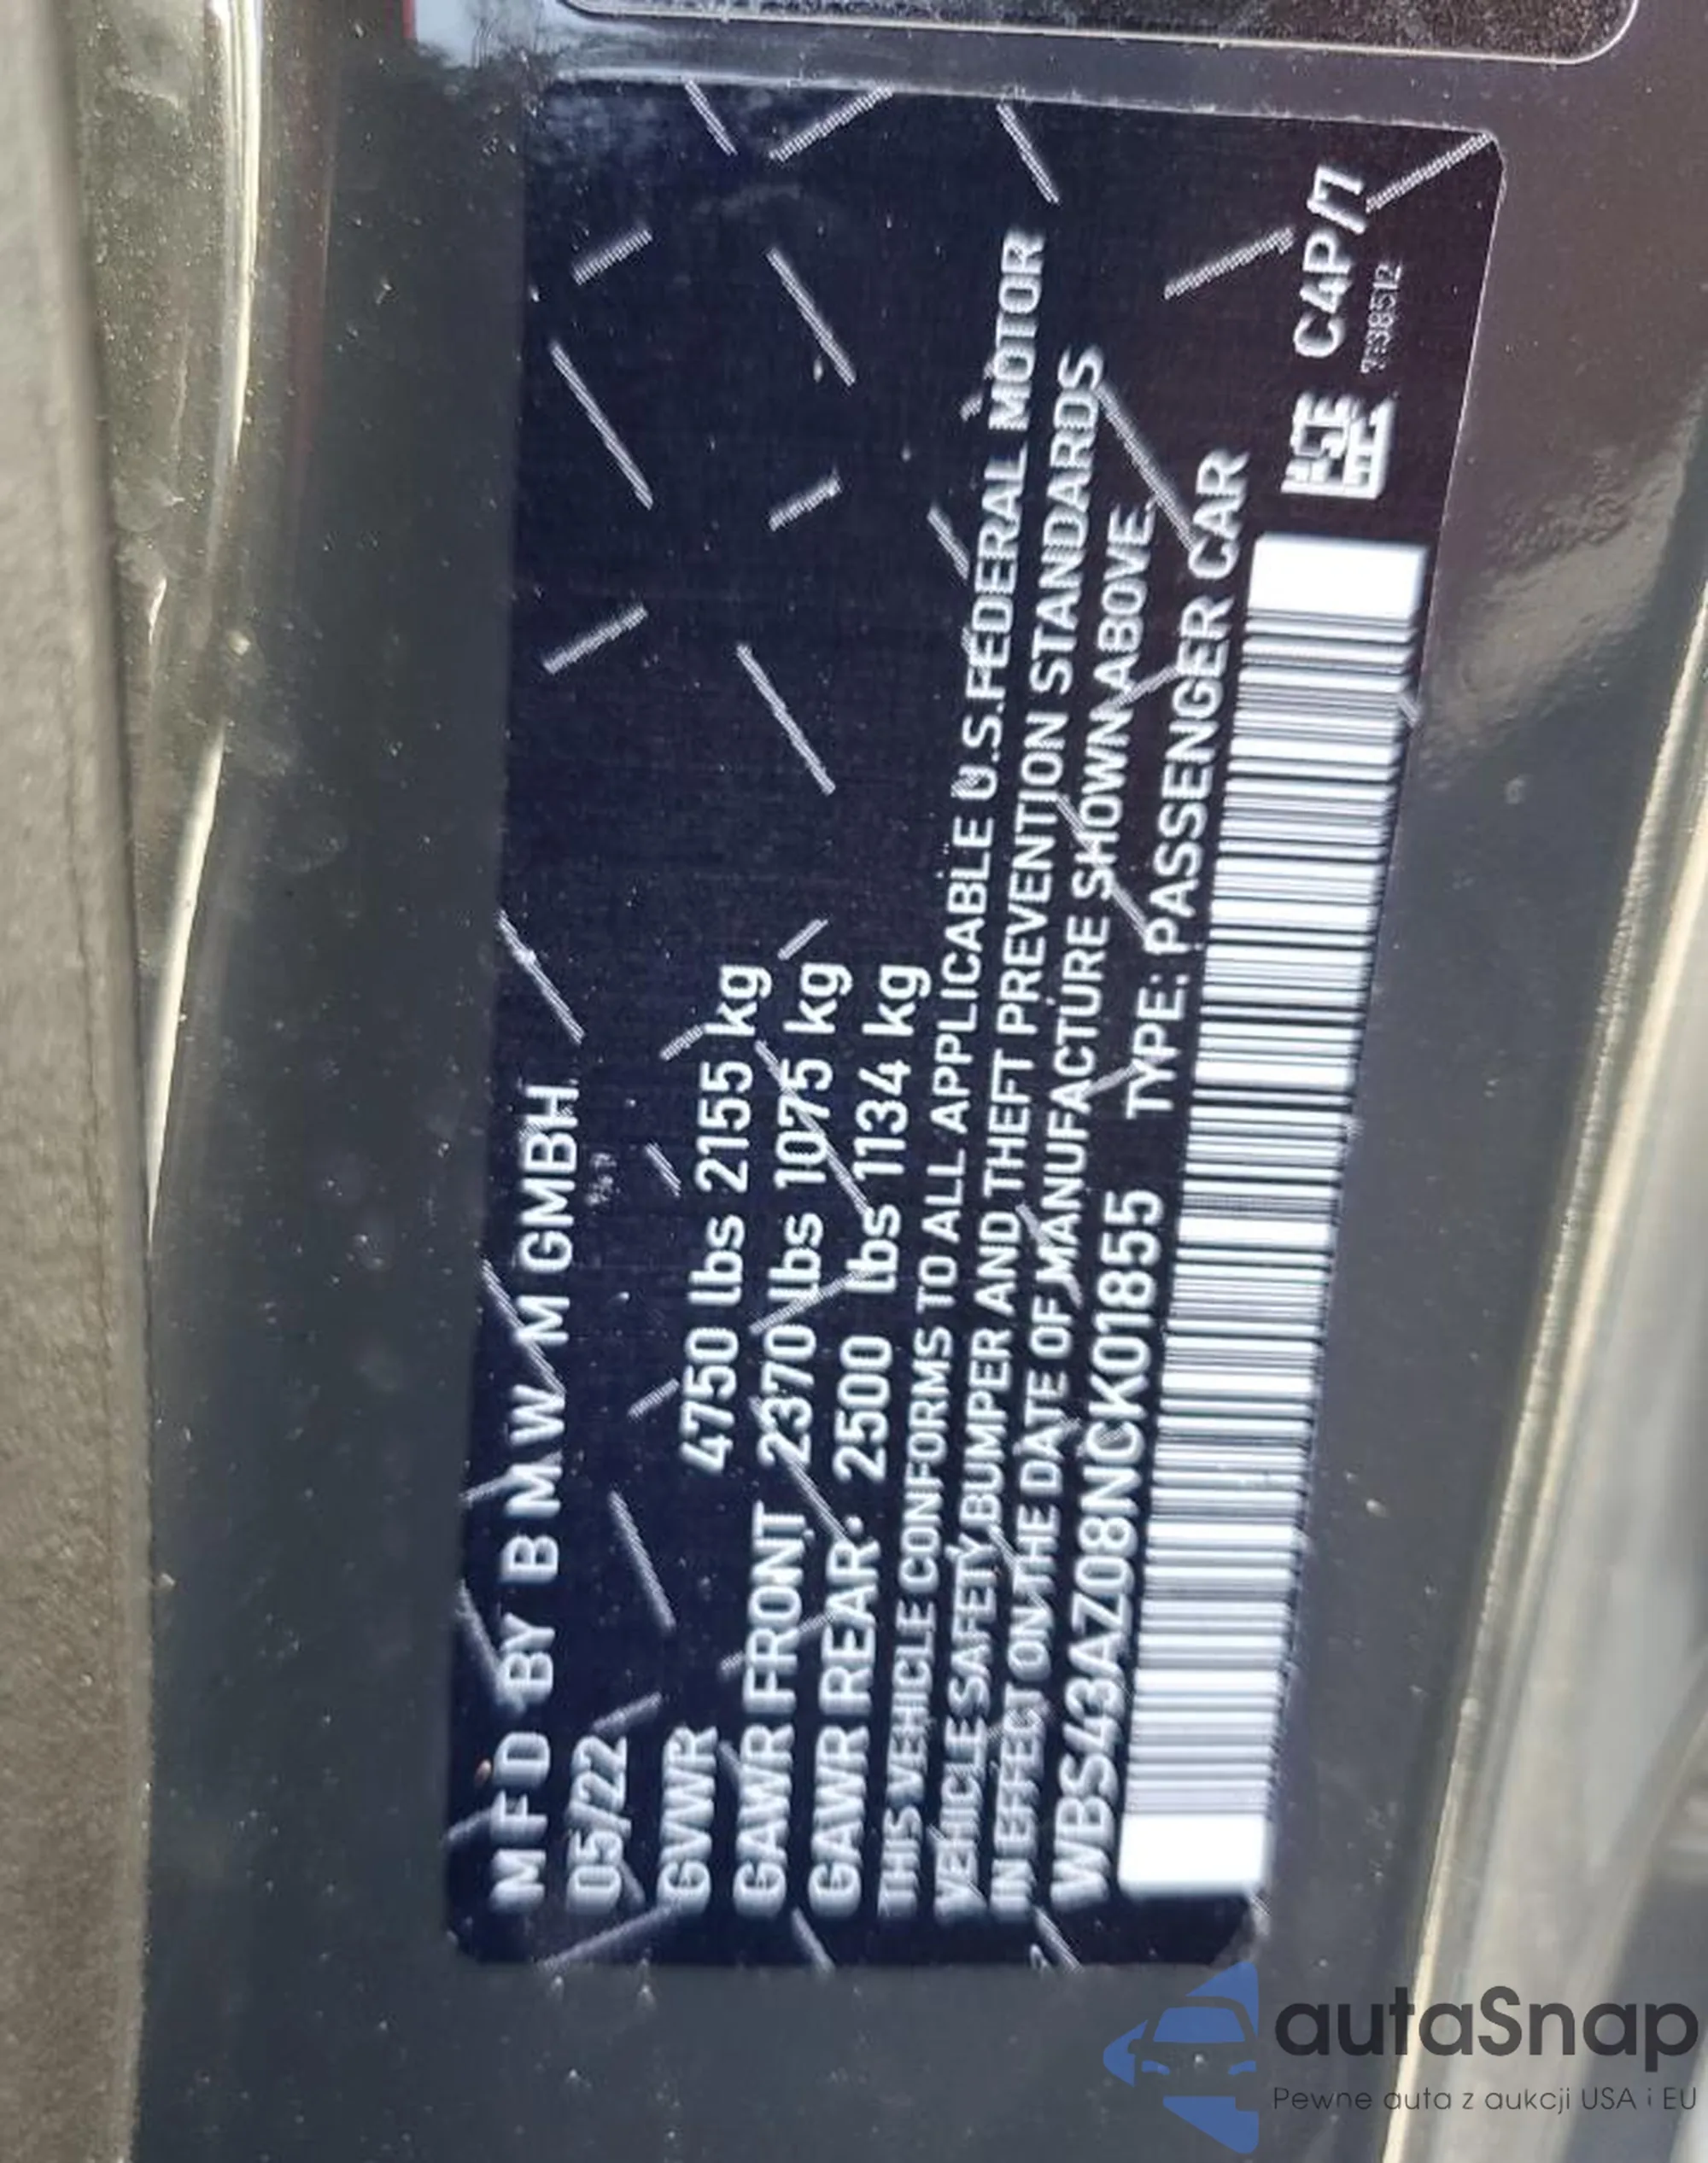 MFD BY BMW M GMBH
05/22
GVWR 4750 lbs 2155 kg
GAWR FRONT 2370 lbs 1075 kg
GAWR REAR: 2500 lbs 1134 kg
THIS VEHICLE CONFORMS TO ALL APPLICABLE U.S.FEDERAL MOTOR
VEHICLE SAFETY,BUMPER AND THEFT PREVENTION STANDARDS
IN EFFECT ON THE DATE OF MANUFACTURE SHOWN ABOVE.
WBS43AZ08NCK01855 TYPE: PASSENGER CAR
C4P/7
autaSnap
Pewne auta z aukcji USA i EU